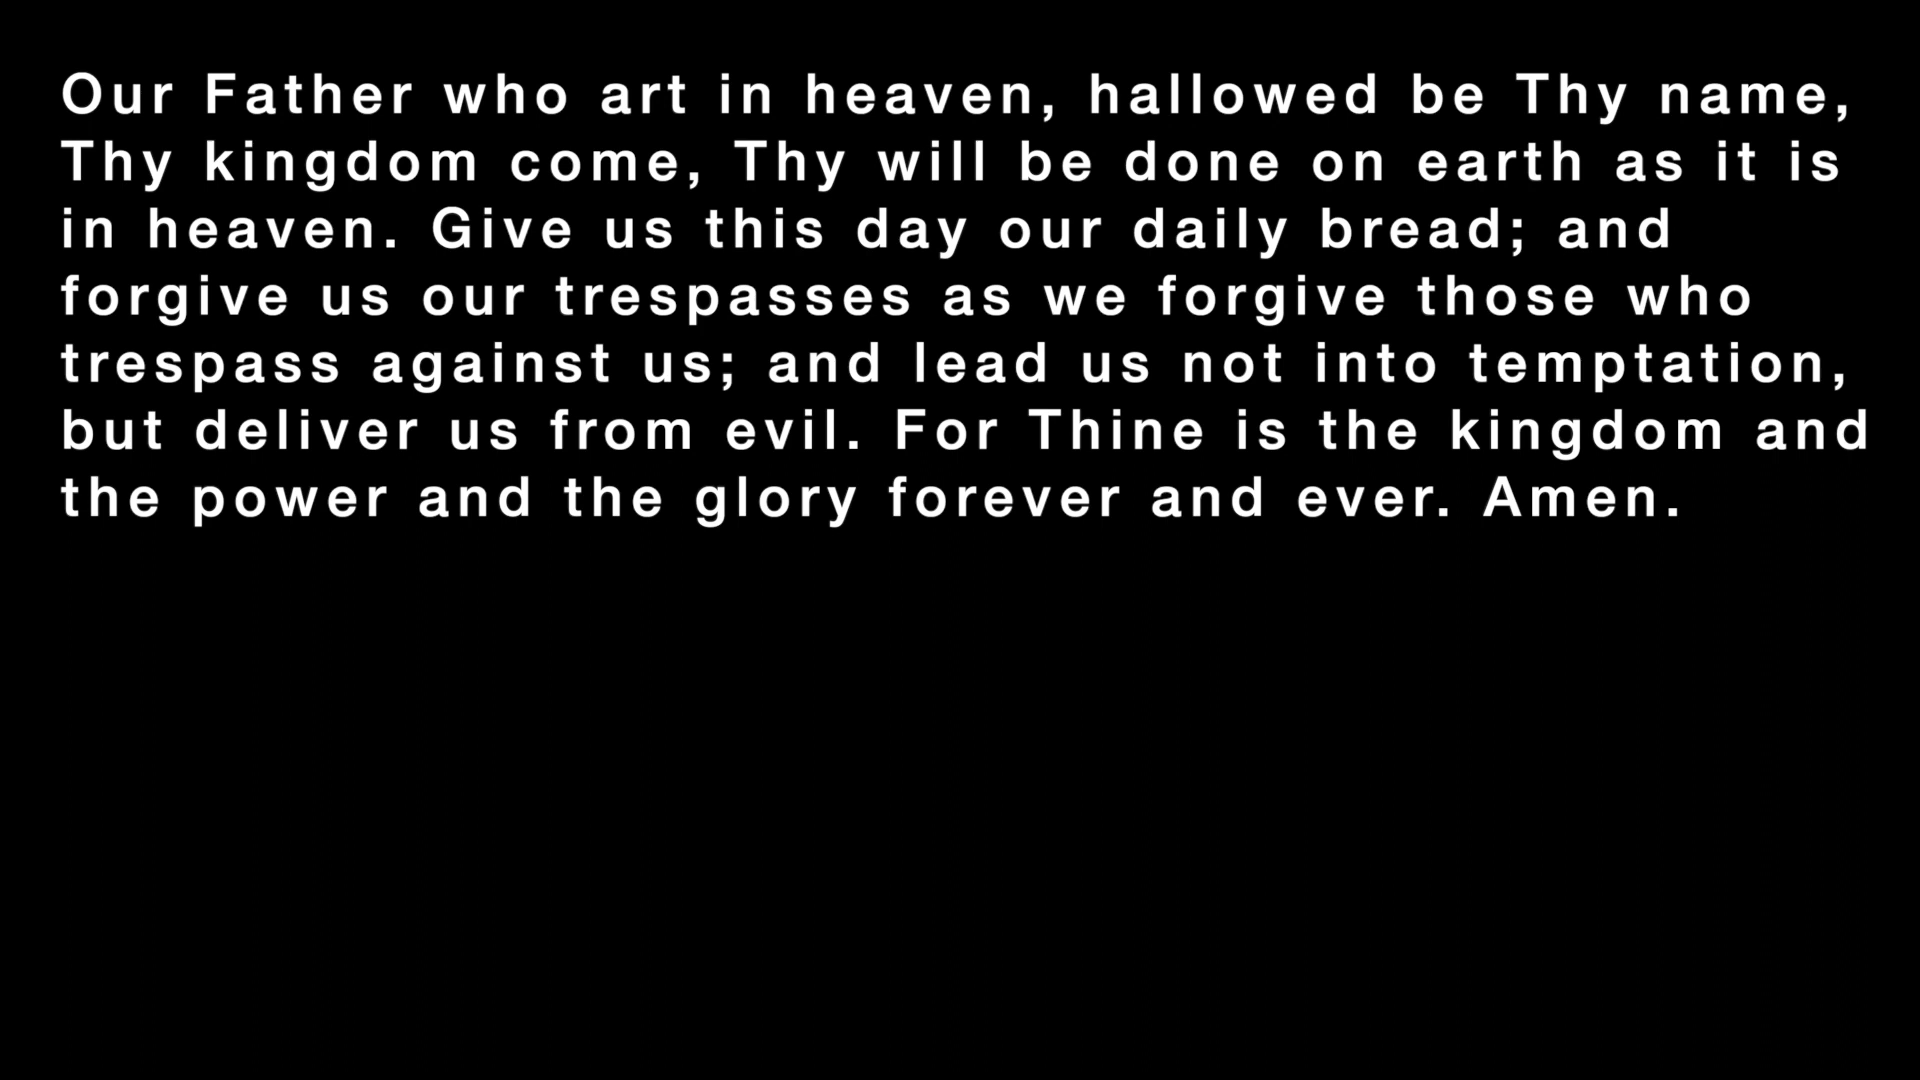 Our Father who art in heaven, hallowed be Thy name,
Thy kingdom come, Thy will be done on earth as it is
in heaven. Give us this day our daily bread; and
forgive us our trespasses as we forgive those who
trespass against us; and lead us not into temptation,
but deliver us from evil. For Thine is the kingdom and
the power and the glory forever and ever. Amen.